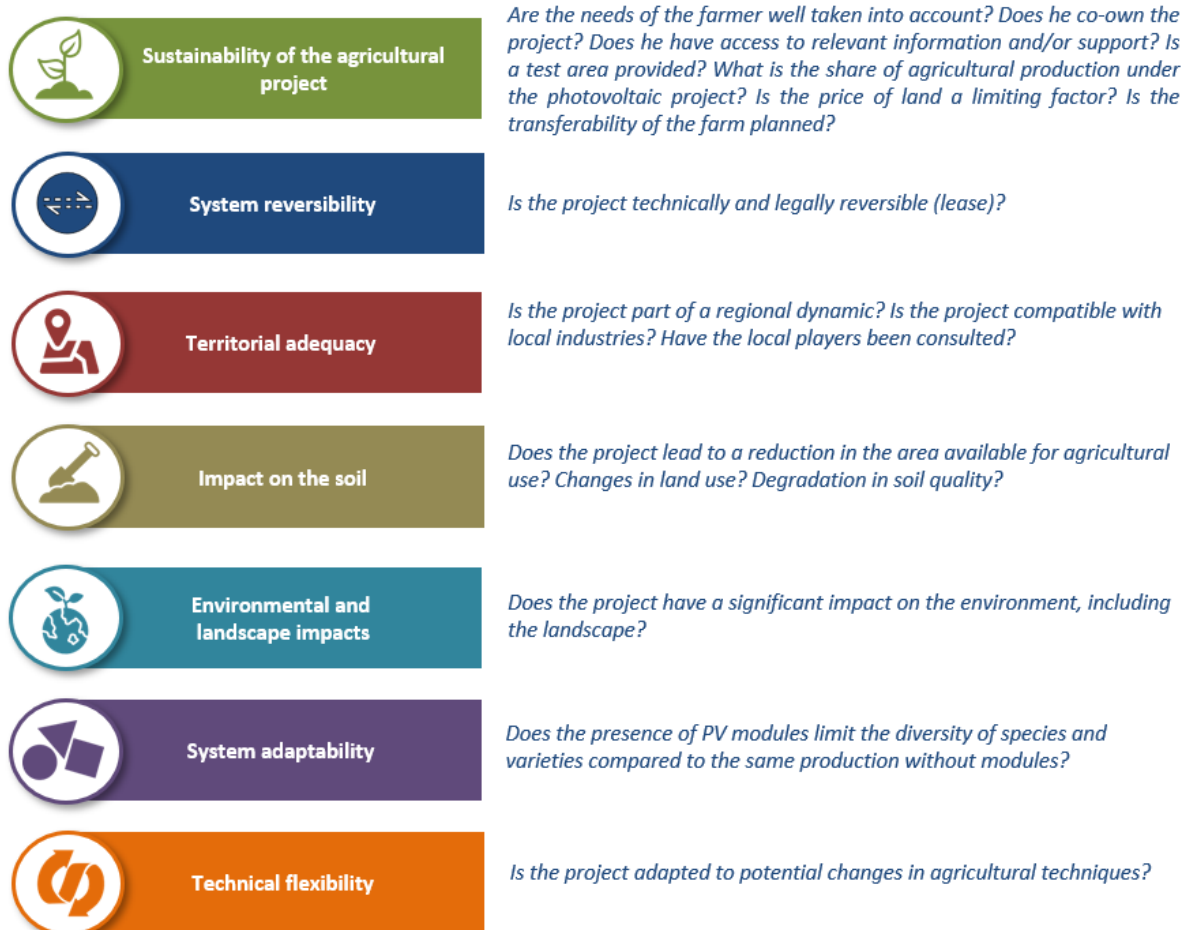 Sustainability of the agricultural
project
Are the needs of the farmer well taken into account? Does he co-own the
project? Does he have access to relevant information and/or support? Is
a test area provided? What is the share of agricultural production under
the photovoltaic project? Is the price of land a limiting factor? Is the
transferability of the farm planned?
System reversibility
Is the project technically and legally reversible (lease)?
Territorial adequacy
Is the project part of a regional dynamic? Is the project compatible with
local industries? Have the local players been consulted?
Impact on the soil
Does the project lead to a reduction in the area available for agricultural
use? Changes in land use? Degradation in soil quality?
Environmental and
landscape impacts
Does the project have a significant impact on the environment, including
the landscape?
System adaptability
Does the presence of PV modules limit the diversity of species and
varieties compared to the same production without modules?
Technical flexibility
Is the project adapted to potential changes in agricultural techniques?